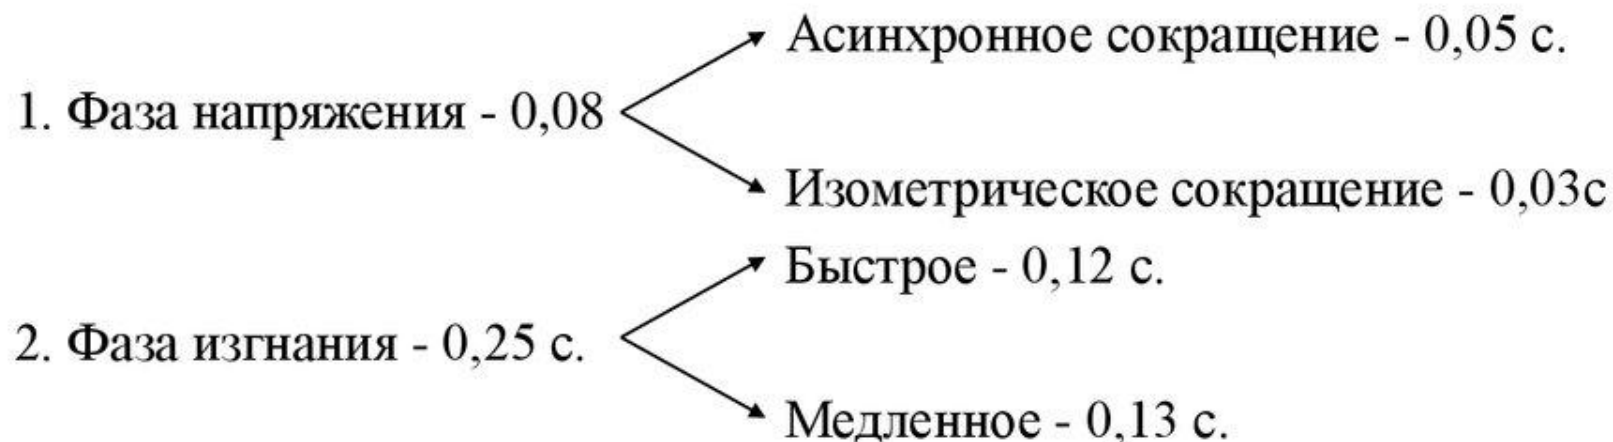 Асинхронное сокращение - 0,05 с.
1. Фаза напряжения - 0,08
Изометрическое сокращение - 0,03с
Быстрое - 0,12 с.
2. Фаза изгнания - 0,25 с.
Медленное - 0,13 с.